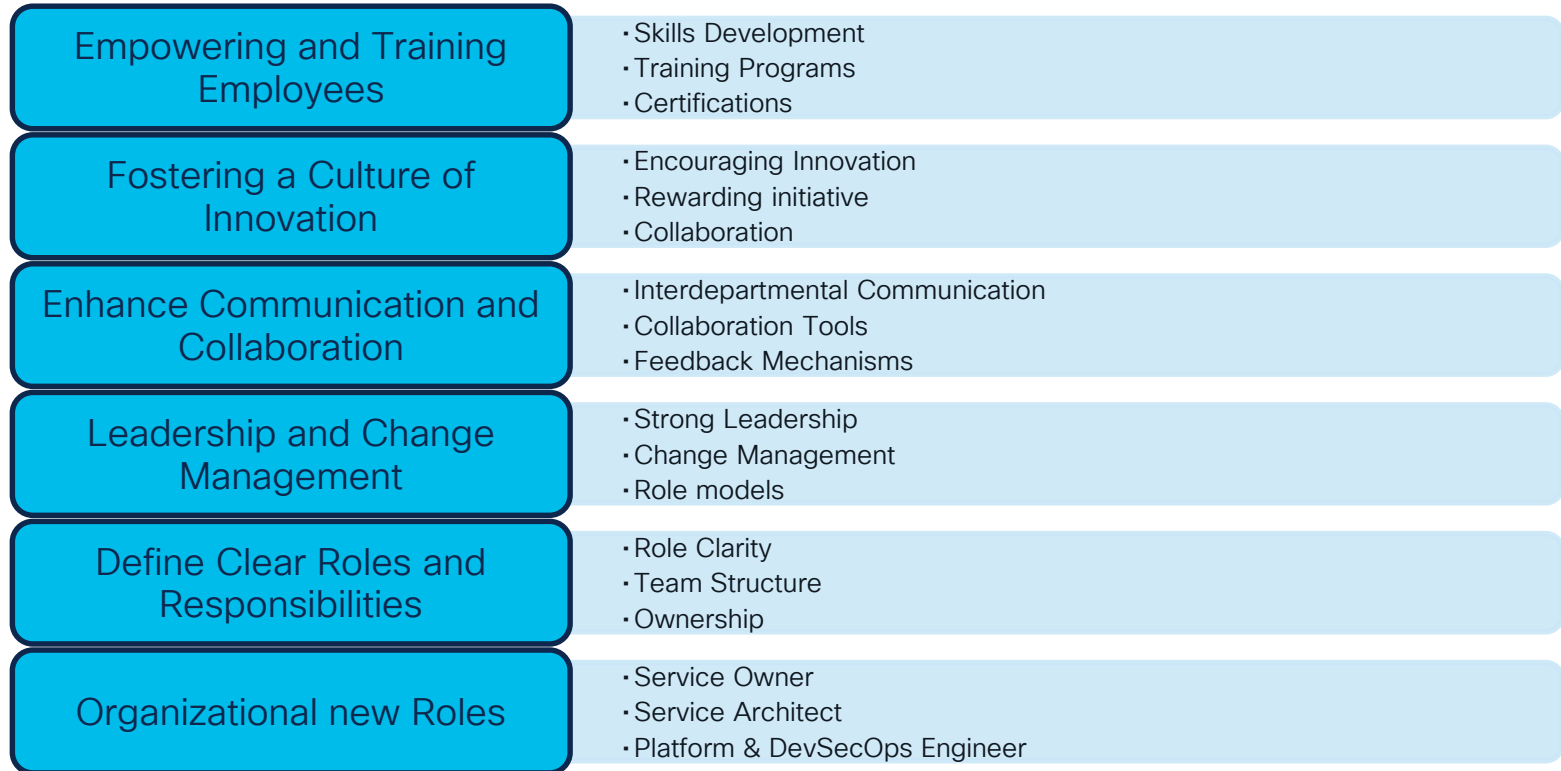 Empowering and Training
Employees
· Skills Development
· Training Programs
· Certifications
Fostering a Culture of
Innovation
· Encouraging Innovation
· Rewarding initiative
· Collaboration
Enhance Communication and
Collaboration
· Interdepartmental Communication
· Collaboration Tools
· Feedback Mechanisms
Leadership and Change
Management
· Strong Leadership
· Change Management
· Role models
Define Clear Roles and
Responsibilities
· Role Clarity
· Team Structure
· Ownership
Organizational new Roles
· Service Owner
· Service Architect
· Platform & DevSecOps Engineer